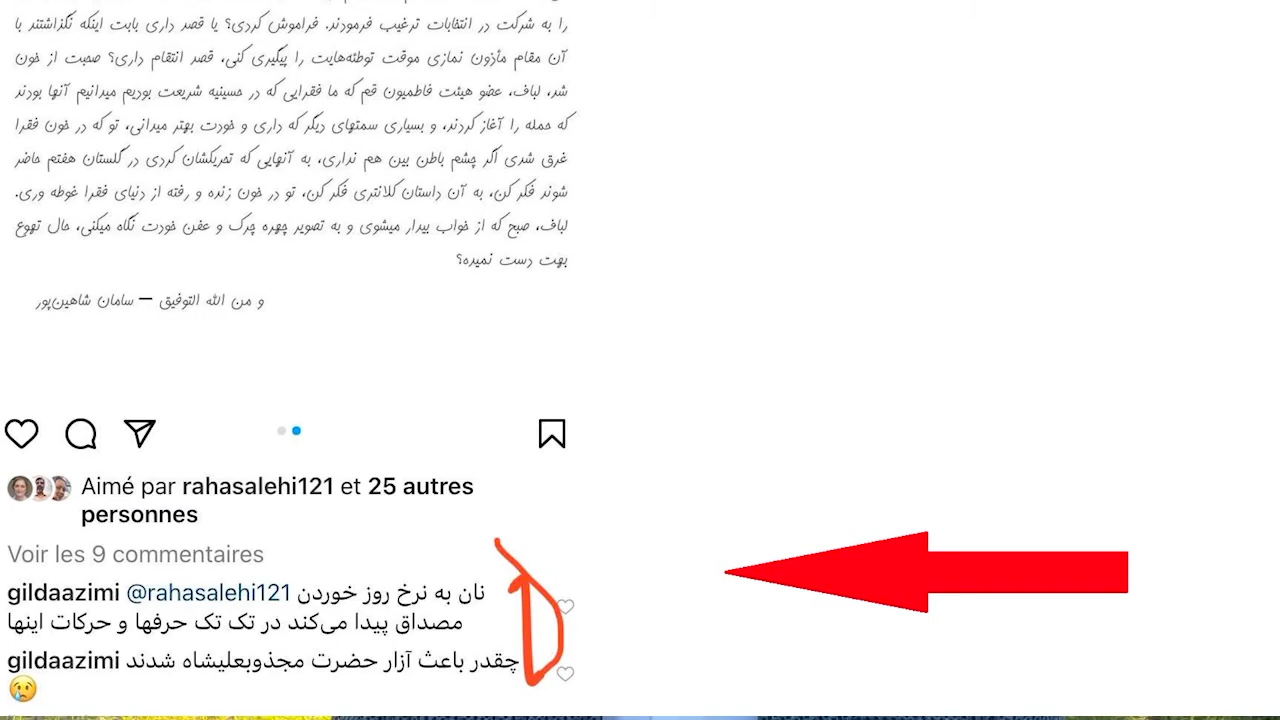 را به شرکت در انتخابات ترغیب فرمودند. فراموش کردی؟ یا قصد داری بابت اینکه نگذاشتند با
آن مقام مأذون نمازی موقت توطئه‌هایت را پیگیری کنی، قصد انتقام داری؟ صحبت از خون
شد، لباف، عضو هیئت فاطمیون قم که ما فقرایی که در حسینیه شریعت بودیم میدانیم آنها بودند
که حمله را آغاز کردند، و بسیاری سمتهای دیگر که داری و خودت بهتر میدانی، تو که در خون فقرا
غرق شدی اگر چشم باطن بین هم نداری، به آنهایی که تحریکشان کردی در گلستان هفتم حاضر
شوند فکر کن، به آن داستان کلانتری فکر کن، تو در خون زنده و رفته از دنیای فقرا غوطه وری.
لباف، صبح که از خواب بیدار میشوی و به تصویر چهره چرک و عفن خودت نگاه میکنی، حال تهوع
بهت دست نمیده؟
و من الله التوفیق – سامان شاهین‌پور
Aimé par rahasalehi121 et 25 autres
personnes
Voir les 9 commentaires
gildaazimi @rahasalehi121 نان به نرخ روز خوردن
مصداق پیدا می‌کند در تک تک حرفها و حرکات اینها
gildaazimi چقدر باعث آزار حضرت مجذوبعلیشاه شدند
😢